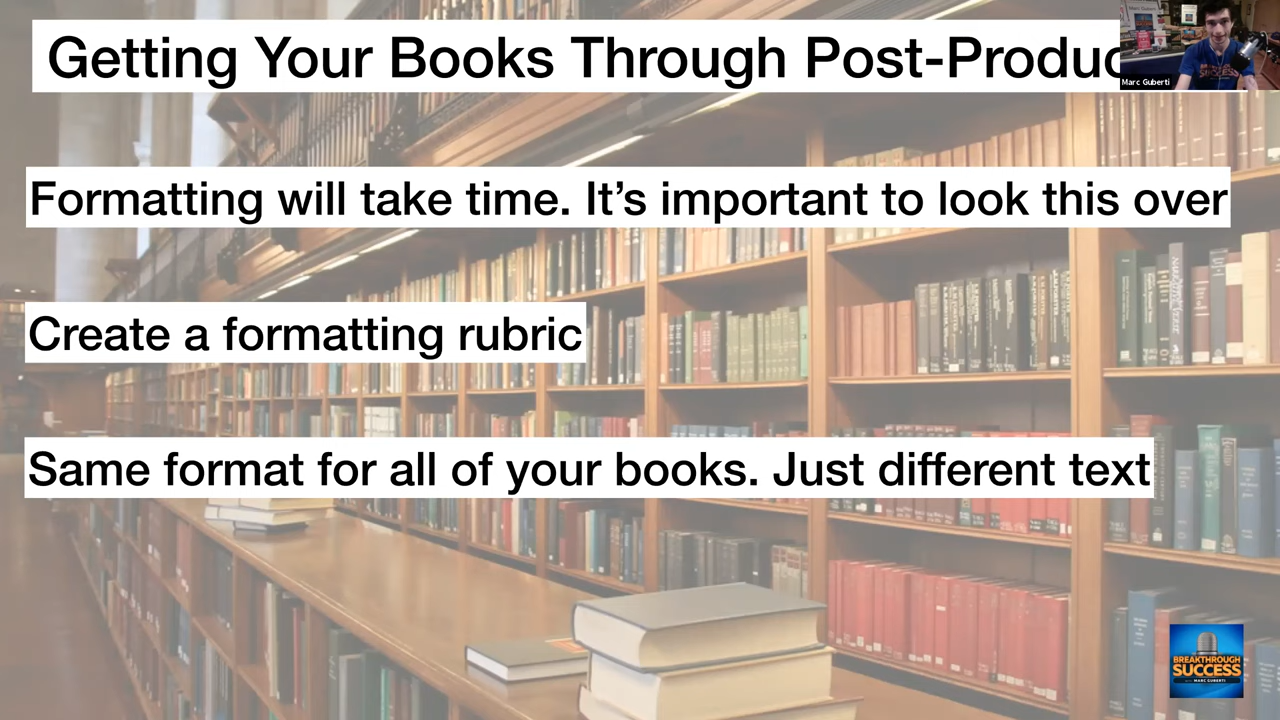 Getting Your Books Through Post-Produc
Marc Guberti
Formatting will take time. It’s important to look this over
Create a formatting rubric
Same format for all of your books. Just different text
BREAKTHROUGH
SUCCESS
WITH MARC GUBERTI